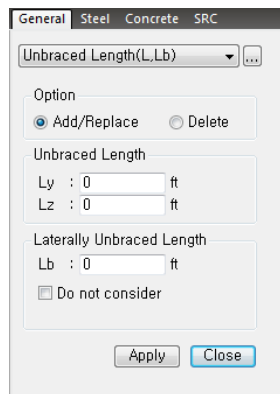 General Steel Concrete SRC
Unbraced Length(L,Lb) ...
Option
Add/Replace Delete
Unbraced Length
Ly : 0 ft
Lz : 0 ft
Laterally Unbraced Length
Lb : 0 ft
Do not consider
Apply Close